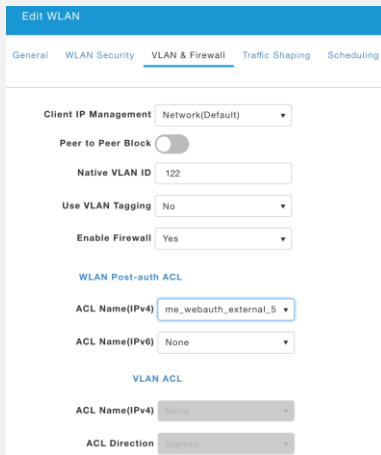 Edit WLAN
General WLAN Security VLAN & Firewall Traffic Shaping Scheduling
Client IP Management Network(Default)
Peer to Peer Block
Native VLAN ID 122
Use VLAN Tagging No
Enable Firewall Yes
WLAN Post-auth ACL
ACL Name(IPv4) me_webauth_external_5
ACL Name(IPv6) None
VLAN ACL
ACL Name(IPv4) None
ACL Direction Ingress